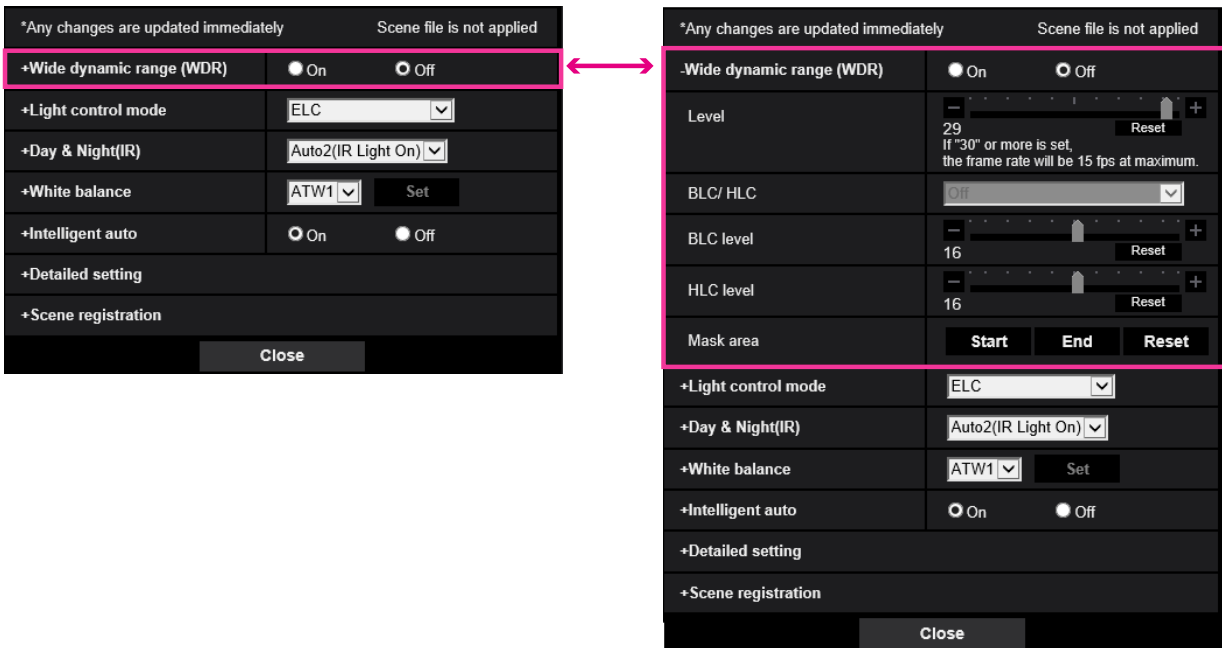 *Any changes are updated immediately Scene file is not applied
+Wide dynamic range (WDR) On Off
+Light control mode ELC
+Day & Night(IR) Auto2(IR Light On)
+White balance ATW1 Set
+Intelligent auto On Off
+Detailed setting
+Scene registration
Close
*Any changes are updated immediately Scene file is not applied
-Wide dynamic range (WDR) On Off
Level − +
29 Reset
If "30" or more is set,
the frame rate will be 15 fps at maximum.
BLC/ HLC Off
BLC level − +
16 Reset
HLC level − +
16 Reset
Mask area Start End Reset
+Light control mode ELC
+Day & Night(IR) Auto2(IR Light On)
+White balance ATW1 Set
+Intelligent auto On Off
+Detailed setting
+Scene registration
Close